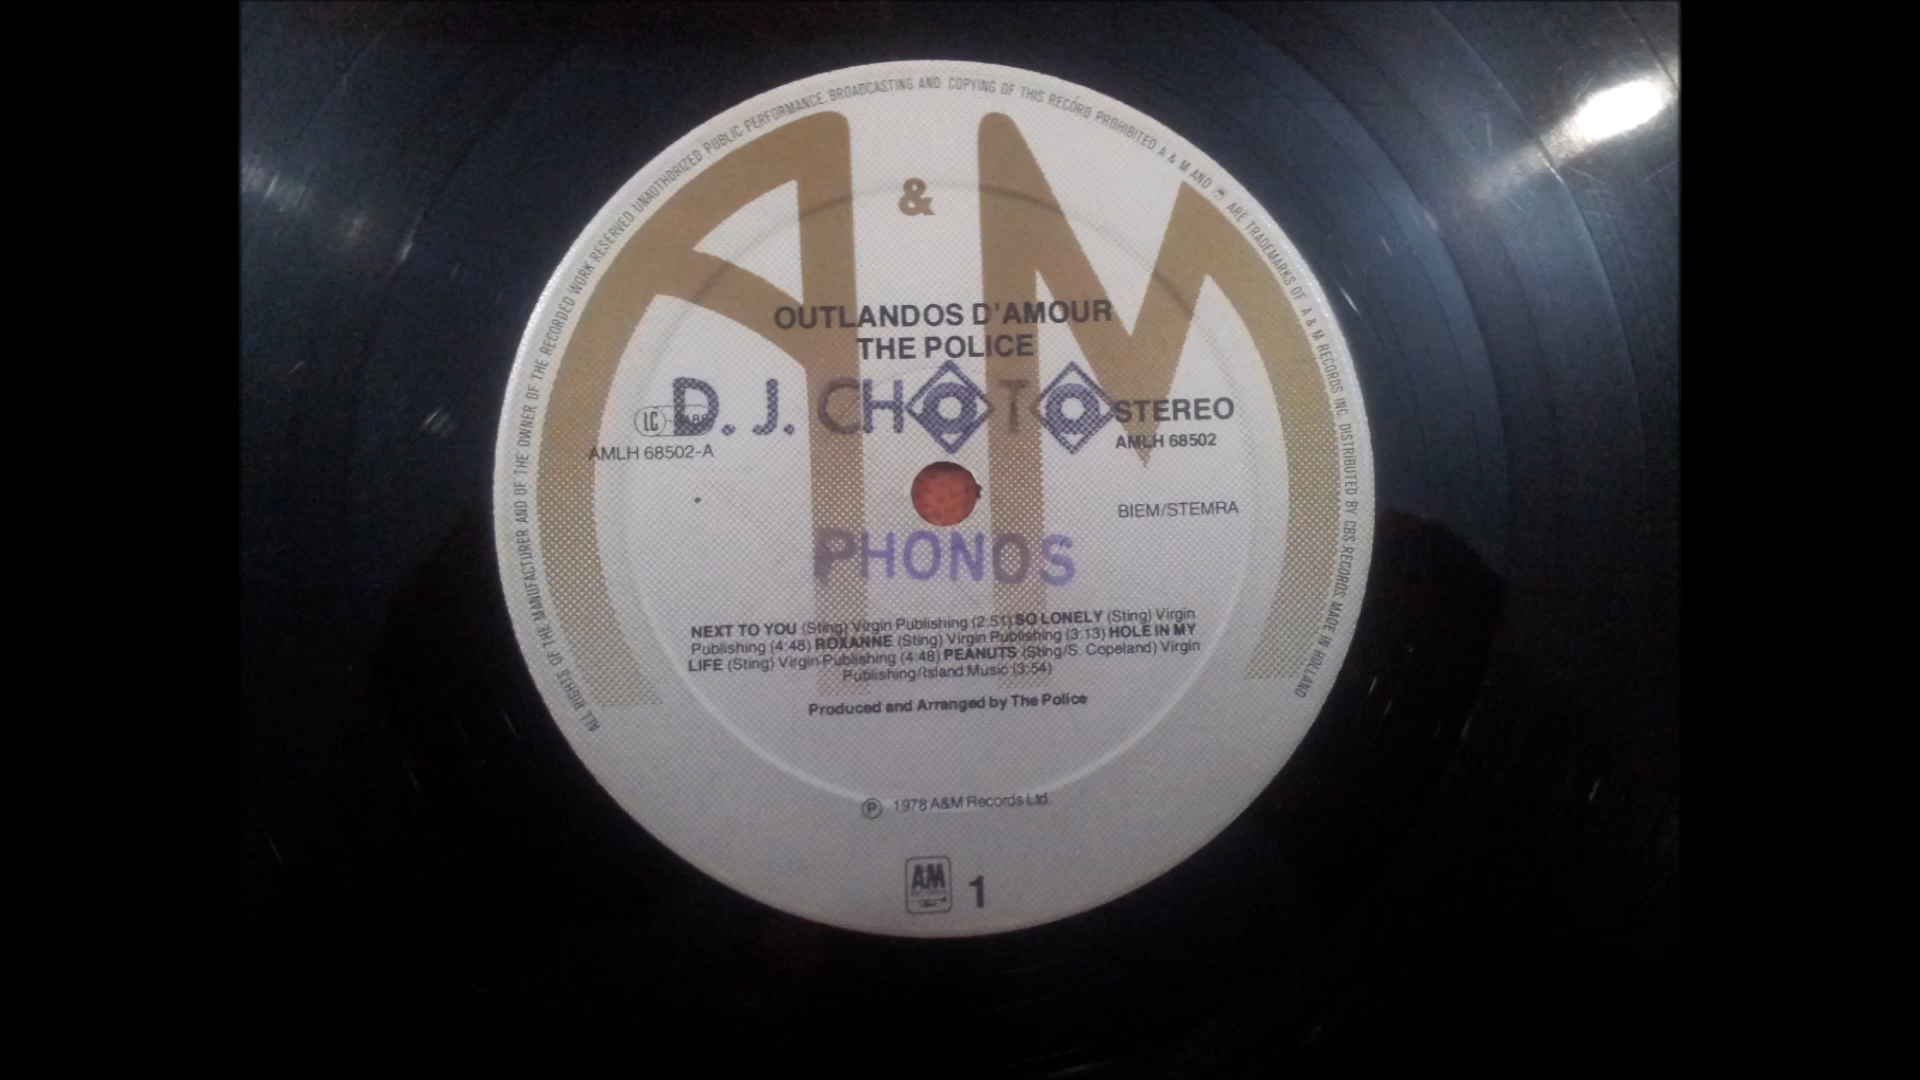 ALL RIGHTS OF THE MANUFACTURER AND OF THE OWNER OF THE RECORDED WORK RESERVED UNAUTHORIZED PUBLIC PERFORMANCE, BROADCASTING AND COPYING OF THIS RECORD PROHIBITED. A & M AND ARE TRADEMARKS OF A & M RECORDS INC. DISTRIBUTED BY CBS RECORDS MADE IN HOLLAND
A & M
OUTLANDOS D'AMOUR
THE POLICE
D.J. CHOTO
LC
STEREO
AMLH 68502-A
AMLH 68502
BIEM/STEMRA
PHONOS
NEXT TO YOU (Sting) Virgin Publishing (2:51) SO LONELY (Sting) Virgin
Publishing (4:48) ROXANNE (Sting) Virgin Publishing (3:13) HOLE IN MY
LIFE (Sting) Virgin Publishing (4:48) PEANUTS (Sting/S. Copeland) Virgin
Publishing/Island Music (3:54)
Produced and Arranged by The Police
℗ 1978 A&M Records Ltd.
AM
1